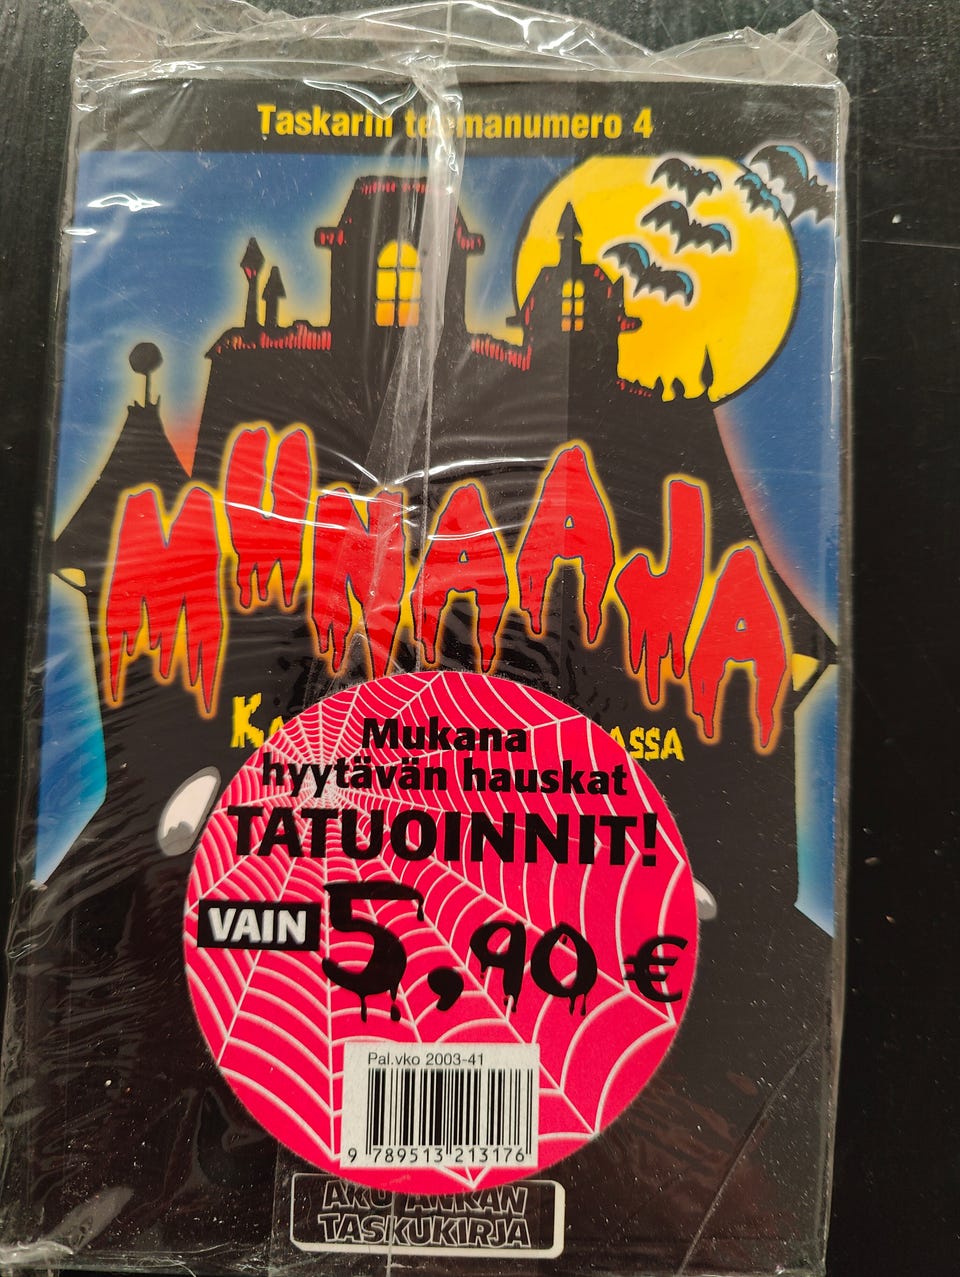 Taskarin teemanumero 4
MUNAAJA
Mukana
hyytävän hauskat
TATUOINNIT!
VAIN 5,90 €
Pal.vko 2003-41
9 789513 213176
AKU ANKAN
TASKUKIRJA